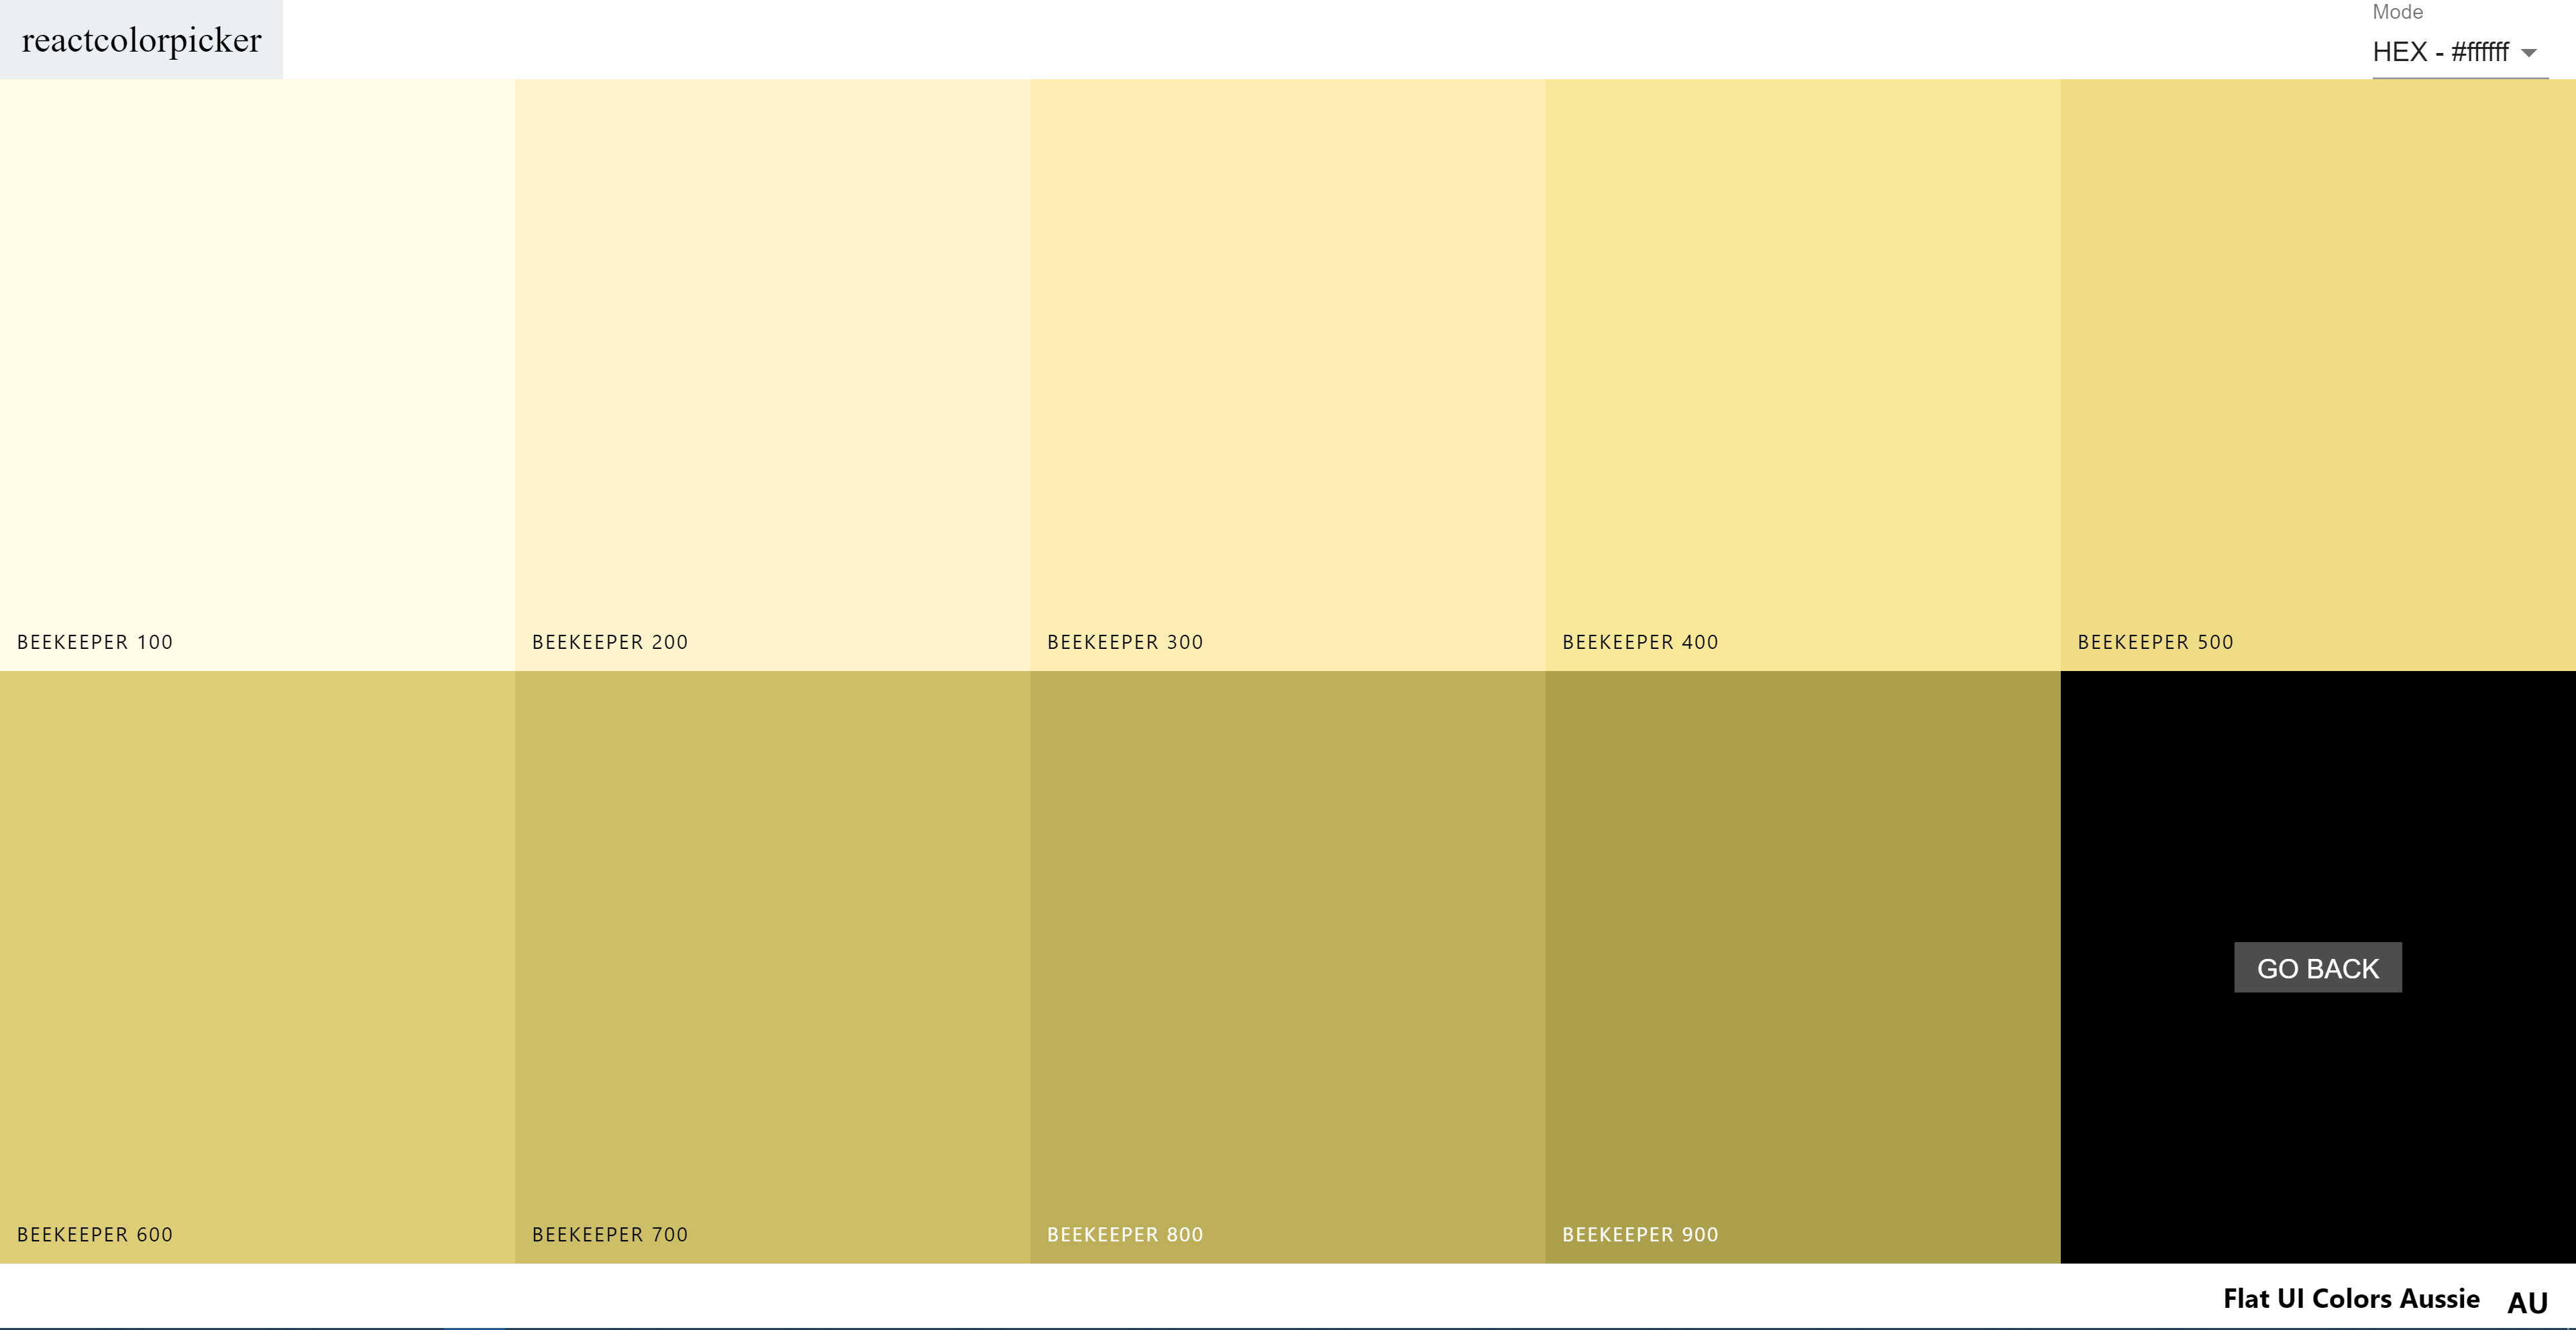 reactcolorpicker
Mode
HEX - #ffffff
BEEKEEPER 100
BEEKEEPER 200
BEEKEEPER 300
BEEKEEPER 400
BEEKEEPER 500
BEEKEEPER 600
BEEKEEPER 700
BEEKEEPER 800
BEEKEEPER 900
GO BACK
Flat UI Colors Aussie AU